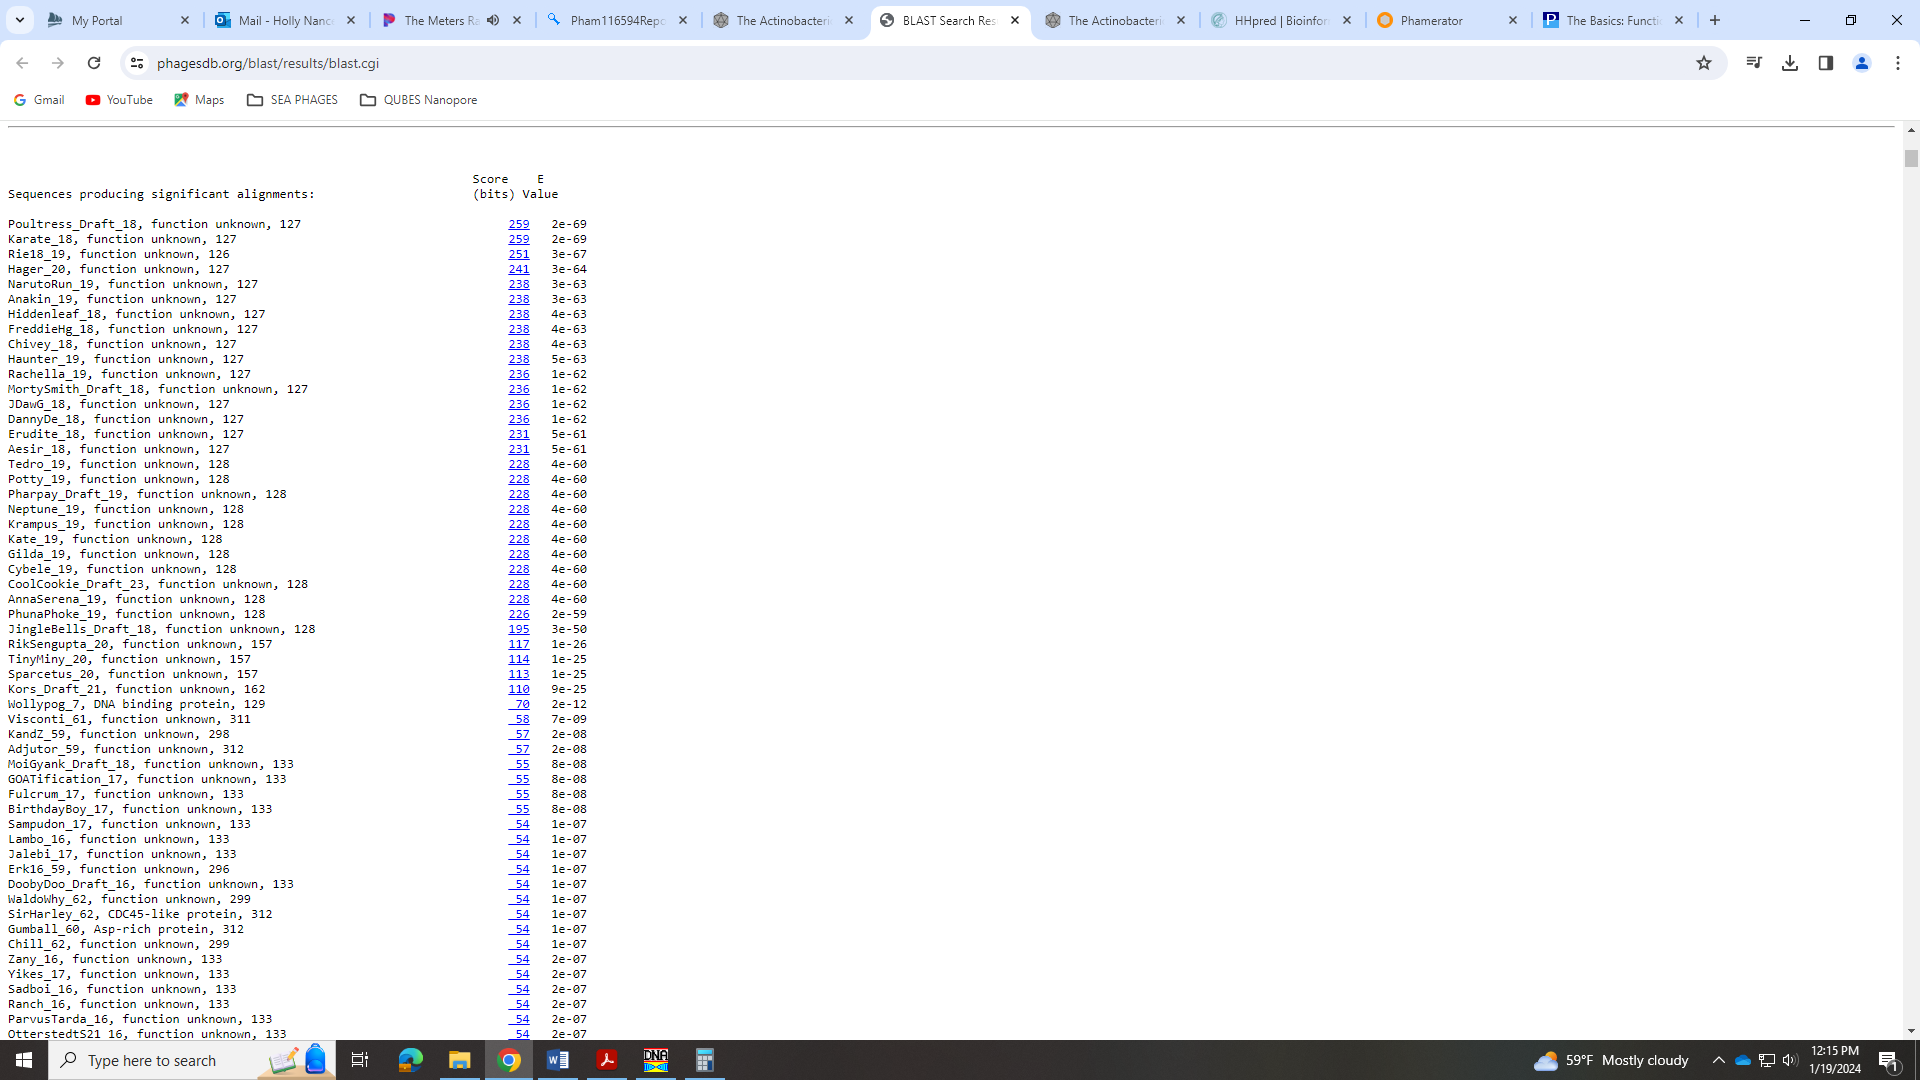 My Portal
Mail - Holly Nance
The Meters Ra
Pham116594Repo
The Actinobacteri
BLAST Search Res
The Actinobacteri
HHpred | Bioinfor
Phamerator
The Basics: Functi
phagesdb.org/blast/results/blast.cgi
Gmail
YouTube
Maps
SEA PHAGES
QUBES Nanopore
Score E
Sequences producing significant alignments: (bits) Value
Poultress_Draft_18, function unknown, 127 259 2e-69
Karate_18, function unknown, 127 259 2e-69
Rie18_19, function unknown, 126 251 3e-67
Hager_20, function unknown, 127 241 3e-64
NarutoRun_19, function unknown, 127 238 3e-63
Anakin_19, function unknown, 127 238 3e-63
Hiddenleaf_18, function unknown, 127 238 4e-63
FreddieHg_18, function unknown, 127 238 4e-63
Chivey_18, function unknown, 127 238 4e-63
Haunter_19, function unknown, 127 238 5e-63
Rachella_19, function unknown, 127 236 1e-62
MortySmith_Draft_18, function unknown, 127 236 1e-62
JDawG_18, function unknown, 127 236 1e-62
DannyDe_18, function unknown, 127 236 1e-62
Erudite_18, function unknown, 127 231 5e-61
Aesir_18, function unknown, 127 231 5e-61
Tedro_19, function unknown, 128 228 4e-60
Potty_19, function unknown, 128 228 4e-60
Pharpay_Draft_19, function unknown, 128 228 4e-60
Neptune_19, function unknown, 128 228 4e-60
Krampus_19, function unknown, 128 228 4e-60
Kate_19, function unknown, 128 228 4e-60
Gilda_19, function unknown, 128 228 4e-60
Cybele_19, function unknown, 128 228 4e-60
CoolCookie_Draft_23, function unknown, 128 228 4e-60
AnnaSerena_19, function unknown, 128 228 4e-60
PhunaPhoke_19, function unknown, 128 226 2e-59
JingleBells_Draft_18, function unknown, 128 195 3e-50
RikSengupta_20, function unknown, 157 117 1e-26
TinyMiny_20, function unknown, 157 114 1e-25
Sparcetus_20, function unknown, 157 113 1e-25
Kors_Draft_21, function unknown, 162 110 9e-25
Wollypog_7, DNA binding protein, 129 70 2e-12
Visconti_61, function unknown, 311 58 7e-09
KandZ_59, function unknown, 298 57 2e-08
Adjutor_59, function unknown, 312 57 2e-08
MoiGyank_Draft_18, function unknown, 133 55 8e-08
GOATification_17, function unknown, 133 55 8e-08
Fulcrum_17, function unknown, 133 55 8e-08
BirthdayBoy_17, function unknown, 133 55 8e-08
Sampudon_17, function unknown, 133 54 1e-07
Lambo_16, function unknown, 133 54 1e-07
Jalebi_17, function unknown, 133 54 1e-07
Erk16_59, function unknown, 296 54 1e-07
DoobyDoo_Draft_16, function unknown, 133 54 1e-07
WaldoWhy_62, function unknown, 299 54 1e-07
SirHarley_62, CDC45-like protein, 312 54 1e-07
Gumball_60, Asp-rich protein, 312 54 1e-07
Chill_62, function unknown, 299 54 1e-07
Zany_16, function unknown, 133 54 2e-07
Yikes_17, function unknown, 133 54 2e-07
Sadboi_16, function unknown, 133 54 2e-07
Ranch_16, function unknown, 133 54 2e-07
ParvusTarda_16, function unknown, 133 54 2e-07
OtterstedtS21_16, function unknown, 133 54 2e-07
Type here to search
DNA
59°F Mostly cloudy
12:15 PM
1/19/2024
1